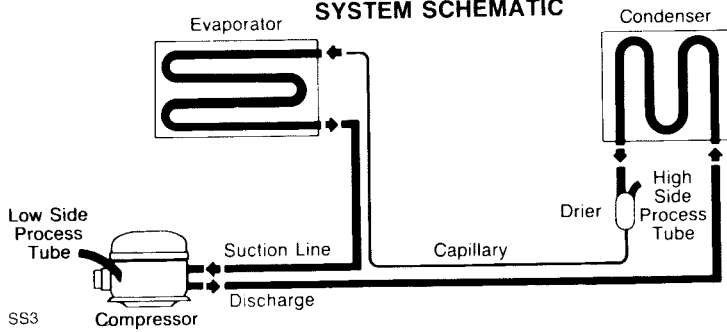 SYSTEM SCHEMATIC
Evaporator
Condenser
High
Side
Process
Tube
Drier
Low Side
Process
Tube
Suction Line
Capillary
Discharge
SS3
Compressor